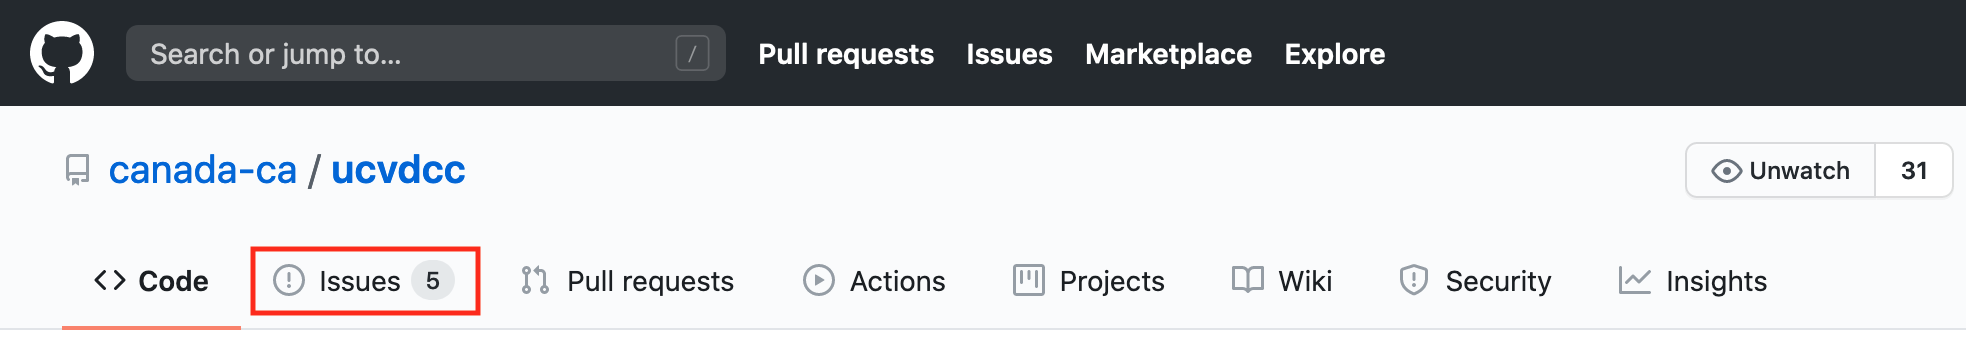 Search or jump to... / Pull requests Issues Marketplace Explore
canada-ca / ucvdcc Unwatch 31
Code Issues 5 Pull requests Actions Projects Wiki Security Insights